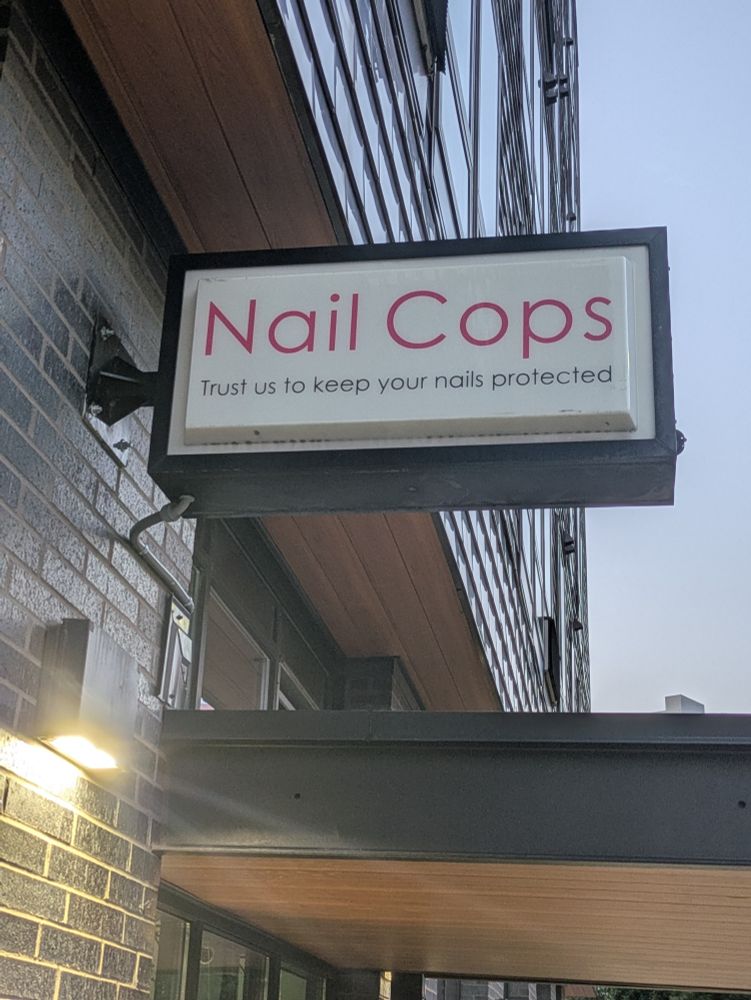 Nail Cops
Trust us to keep your nails protected